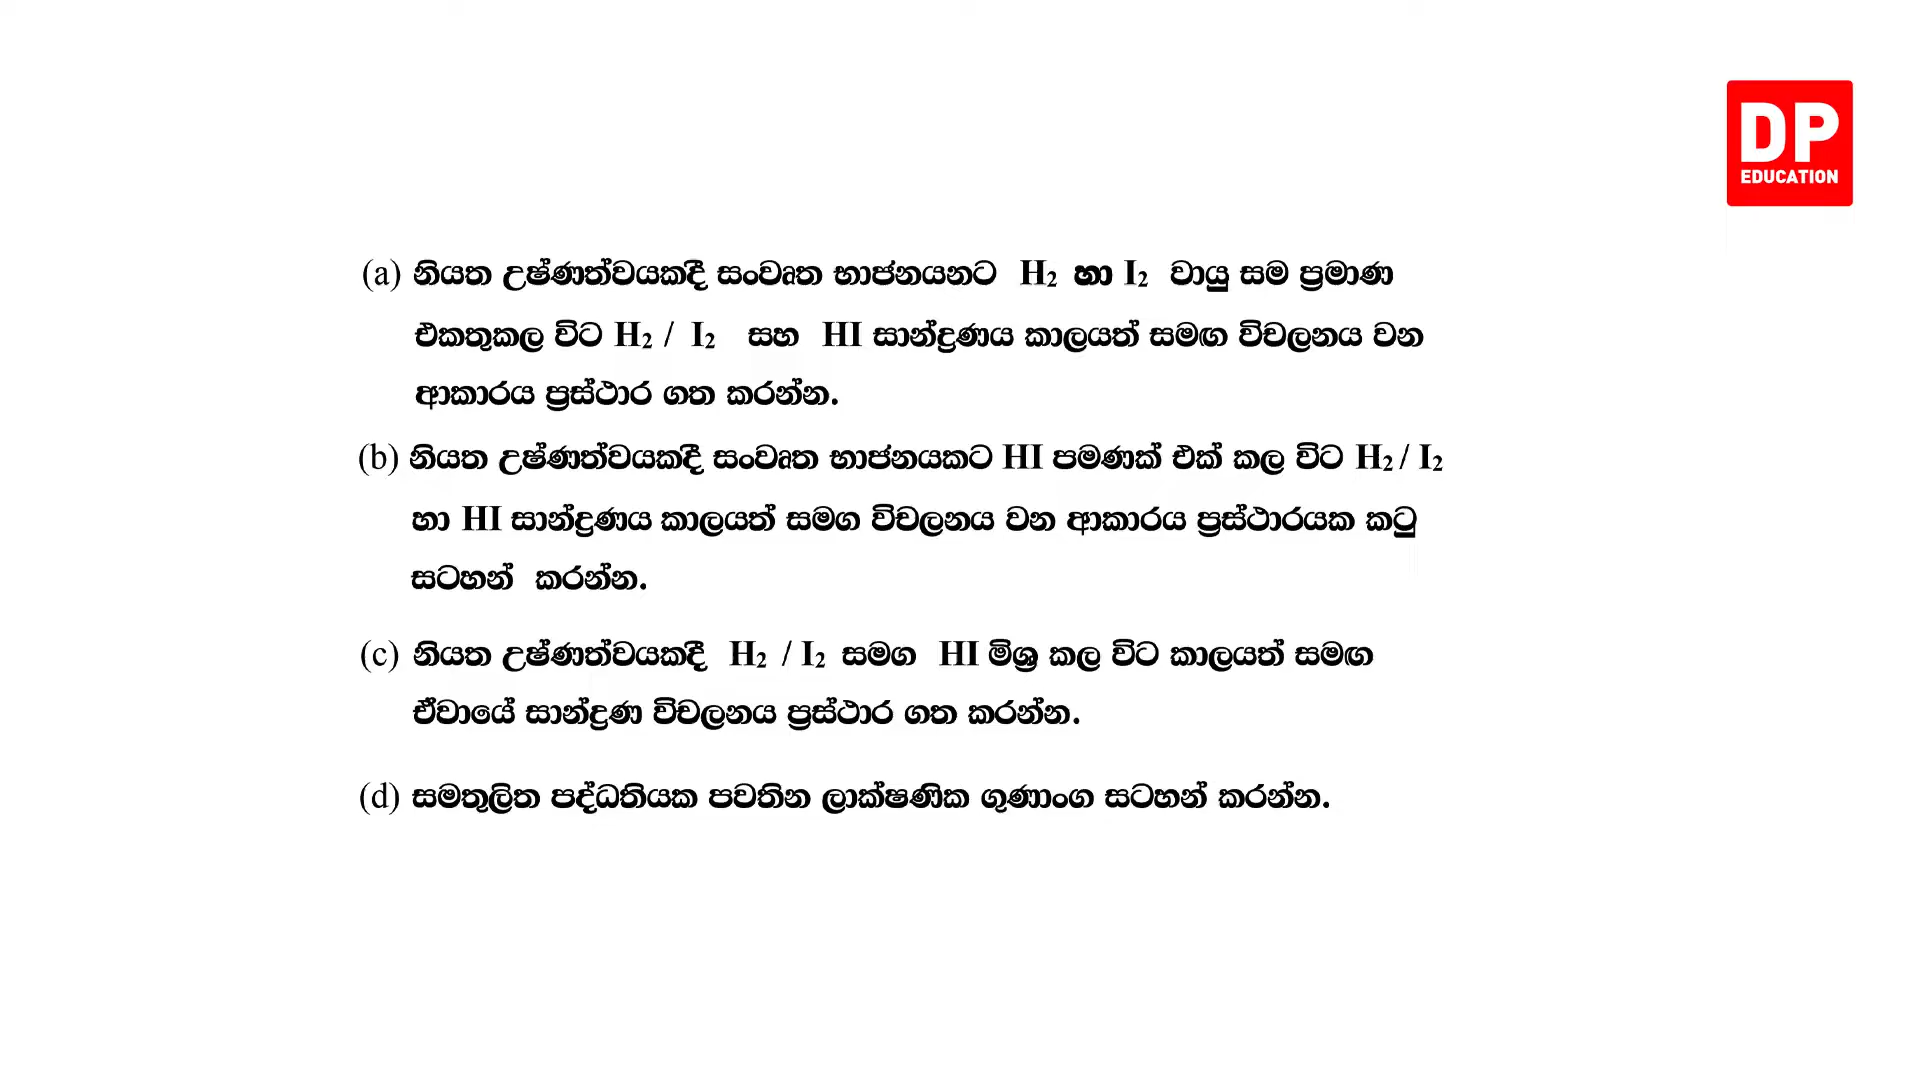 DP
EDUCATION
(a) නියත උෂ්ණත්වයකදී සංවෘත භාජනයනට H₂ හා I₂ වායු සම ප්‍රමාණ
එකතුකල විට H₂ / I₂ සහ HI සාන්ද්‍රණය කාලයත් සමඟ විචලනය වන
ආකාරය ප්‍රස්ථාර ගත කරන්න.
(b) නියත උෂ්ණත්වයකදී සංවෘත භාජනයකට HI පමණක් එක් කල විට H₂ / I₂
හා HI සාන්ද්‍රණය කාලයත් සමග විචලනය වන ආකාරය ප්‍රස්ථාරයක කටු
සටහන් කරන්න.
(c) නියත උෂ්ණත්වයකදී H₂ / I₂ සමග HI මිශ්‍ර කල විට කාලයත් සමඟ
ඒවායේ සාන්ද්‍රණ විචලනය ප්‍රස්ථාර ගත කරන්න.
(d) සමතුලිත පද්ධතියක පවතින ලාක්ෂණික ගුණාංග සටහන් කරන්න.